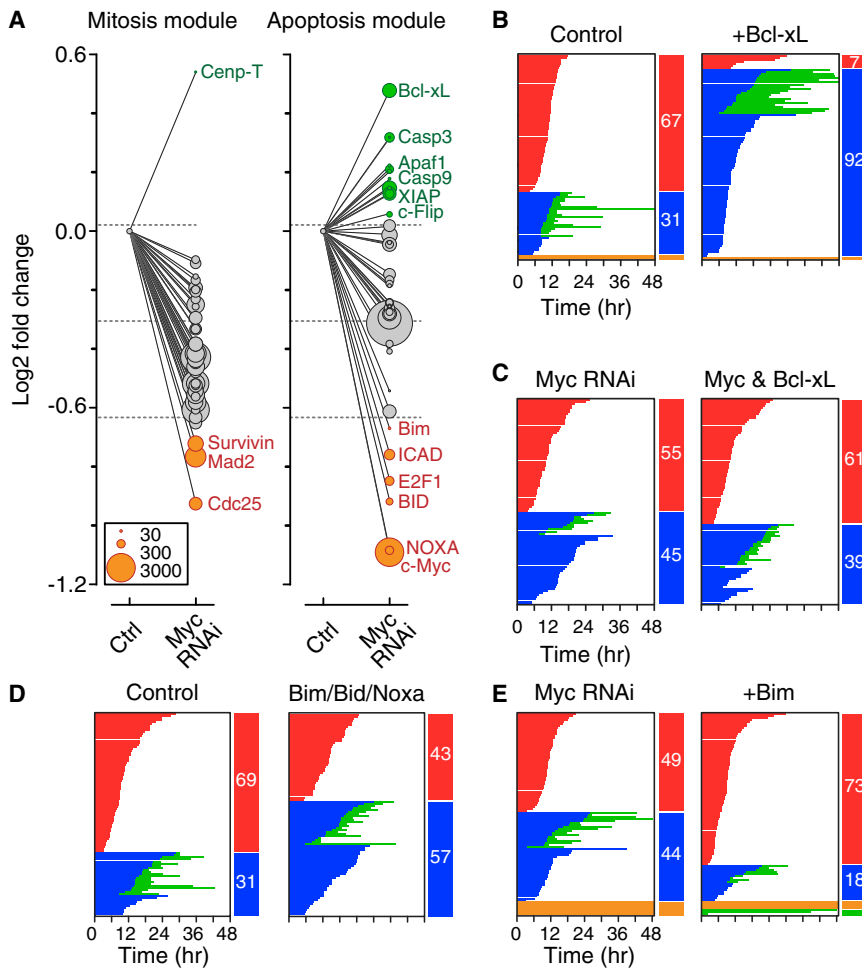 A
Mitosis module
Apoptosis module
Log2 fold change
0.6
0.0
-0.6
-1.2
Cenp-T
Survivin
Mad2
Cdc25
30
300
3000
Ctrl
Myc
RNAi
Bcl-xL
Casp3
Apaf1
Casp9
XIAP
c-Flip
Bim
ICAD
E2F1
BID
NOXA
c-Myc
Ctrl
Myc
RNAi
B
Control
+Bcl-xL
67
31
7
92
0 12 24 36 48
Time (hr)
C
Myc RNAi
Myc & Bcl-xL
55
45
61
39
0 12 24 36 48
Time (hr)
D
Control
Bim/Bid/Noxa
69
31
43
57
0 12 24 36 48
Time (hr)
E
Myc RNAi
+Bim
49
44
73
18
0 12 24 36 48
Time (hr)